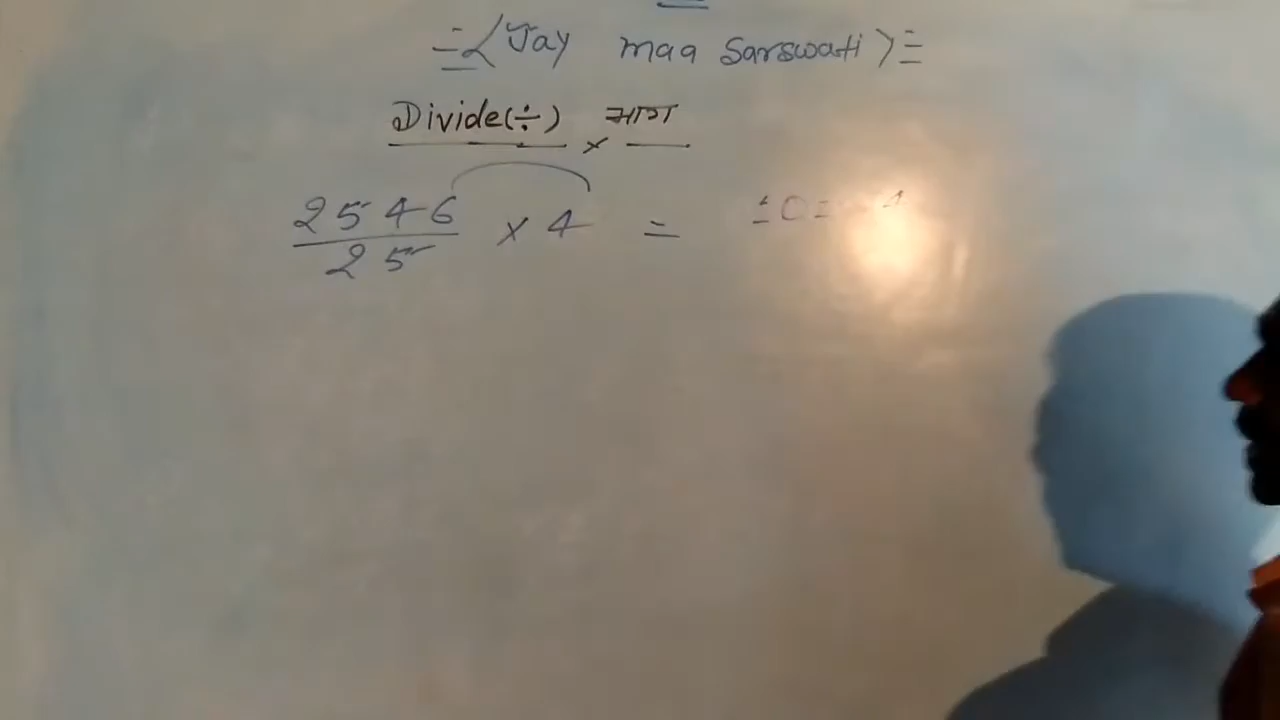 =< Jay maa Sarswati >=
Divide(÷) × भाग
2546/25 × 4 =